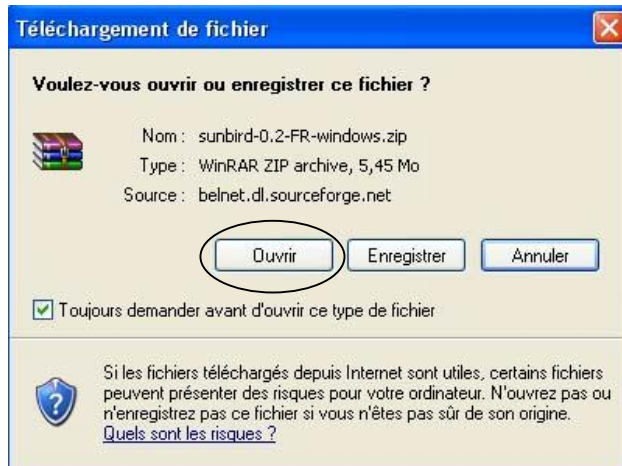 Téléchargement de fichier
Voulez-vous ouvrir ou enregistrer ce fichier ?
Nom : sunbird-0.2-FR-windows.zip
Type : WinRAR ZIP archive, 5,45 Mo
Source : belnet.dl.sourceforge.net
Ouvrir Enregistrer Annuler
Toujours demander avant d'ouvrir ce type de fichier
Si les fichiers téléchargés depuis Internet sont utiles, certains fichiers
peuvent présenter des risques pour votre ordinateur. N'ouvrez pas ou
n'enregistrez pas ce fichier si vous n'êtes pas sûr de son origine.
Quels sont les risques ?